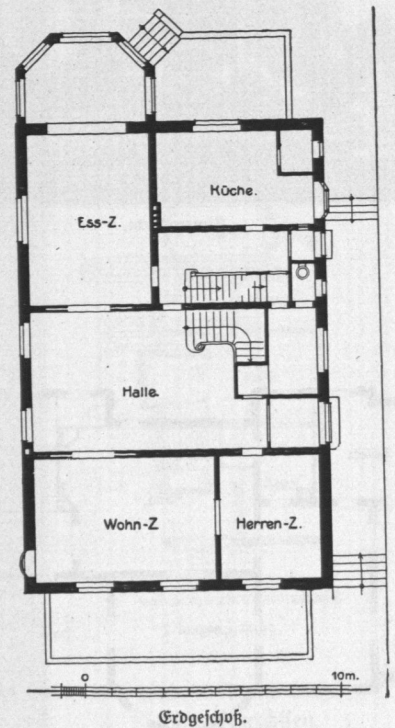 Küche.
Ess-Z.
Halle.
Wohn-Z
Herren-Z.
0
10m.
Erdgeschoß.